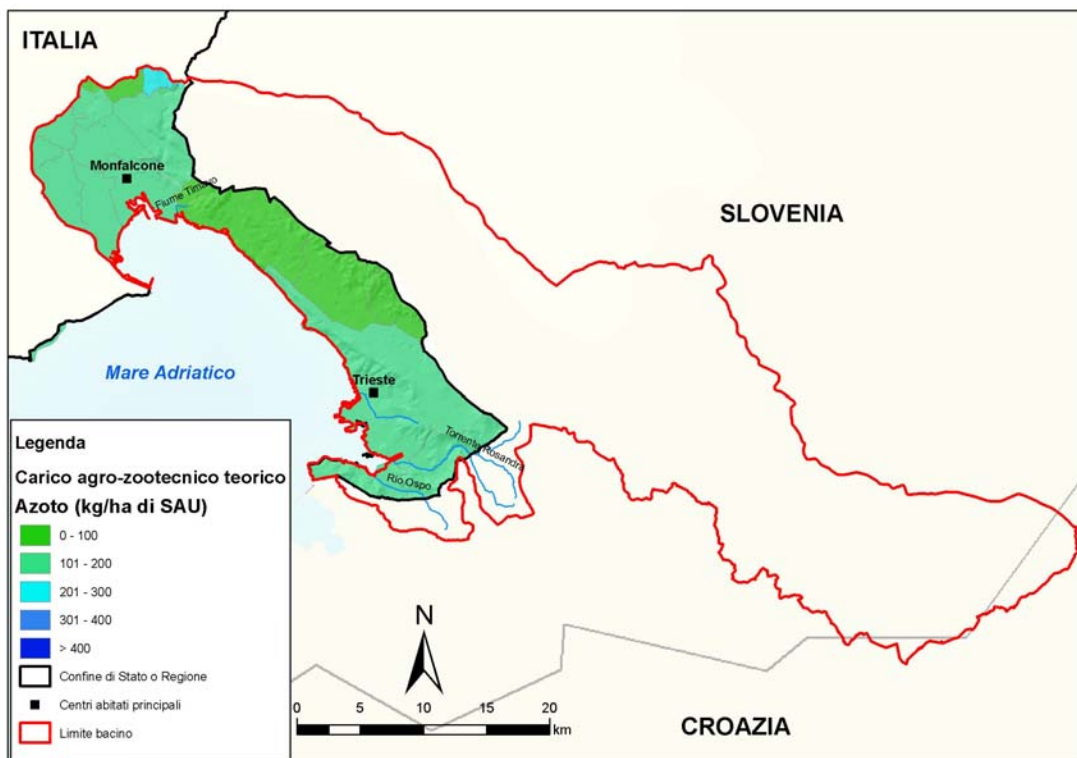 ITALIA
Monfalcone
Fiume Timavo
SLOVENIA
Mare Adriatico
Trieste
Torrente Rosandra
Rio Ospo
Legenda
Carico agro-zootecnico teorico
Azoto (kg/ha di SAU)
0 - 100
101 - 200
201 - 300
301 - 400
> 400
Confine di Stato o Regione
Centri abitati principali
Limite bacino
N
0 5 10 15 20
km
CROAZIA